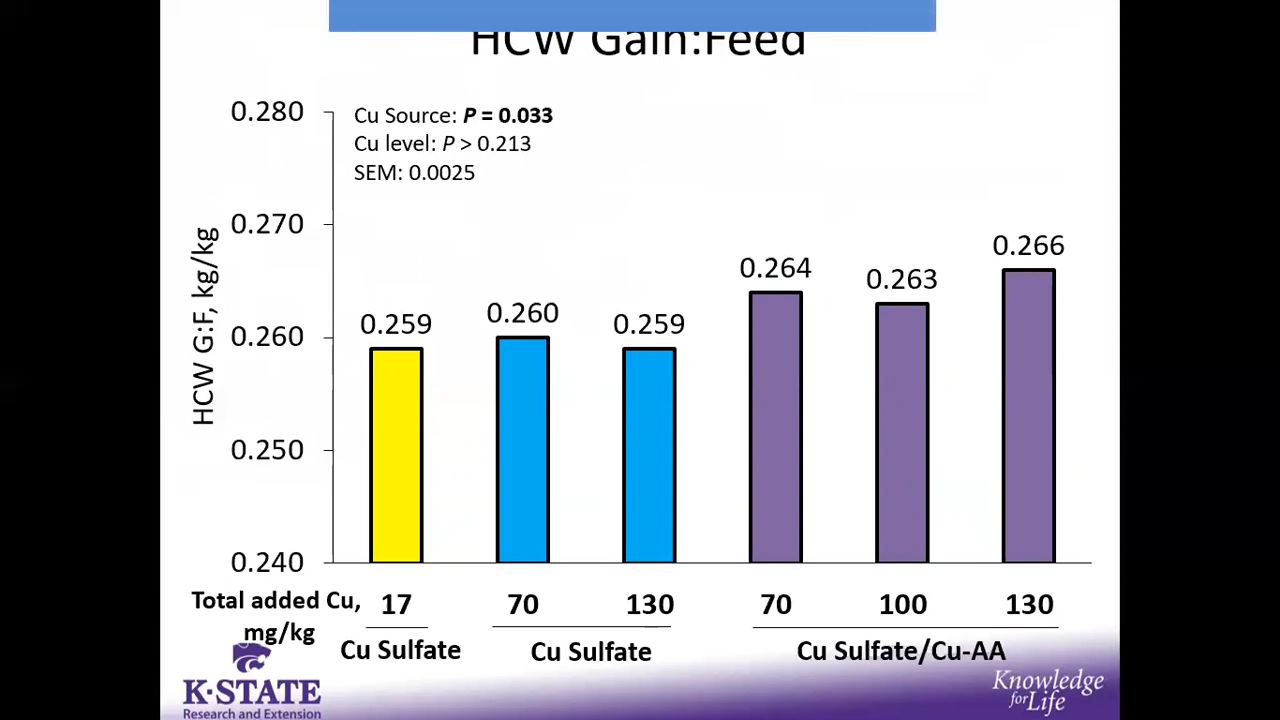 HCW Gain:Feed
0.280
Cu Source: P = 0.033
Cu level: P > 0.213
SEM: 0.0025
0.270
0.260
0.250
0.240
HCW G:F, kg/kg
0.259
0.260
0.259
0.264
0.263
0.266
Total added Cu, mg/kg
17
70
130
70
100
130
Cu Sulfate
Cu Sulfate
Cu Sulfate/Cu-AA
K-STATE
Research and Extension
Knowledge
for Life